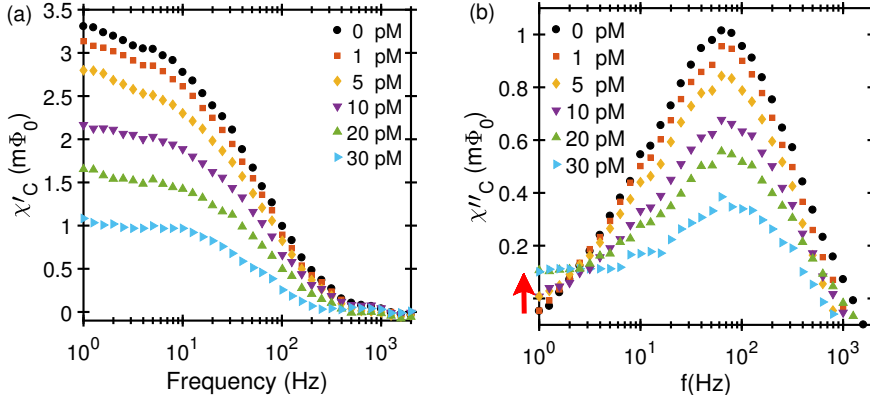 (a)
3.5
3
2.5
2
1.5
1
0.5
0
χ′C (mΦ0)
0 pM
1 pM
5 pM
10 pM
20 pM
30 pM
10^0
10^1
10^2
10^3
Frequency (Hz)
(b)
1
0.8
0.6
0.4
0.2
χ″C (mΦ0)
0 pM
1 pM
5 pM
10 pM
20 pM
30 pM
10^0
10^1
10^2
10^3
f(Hz)